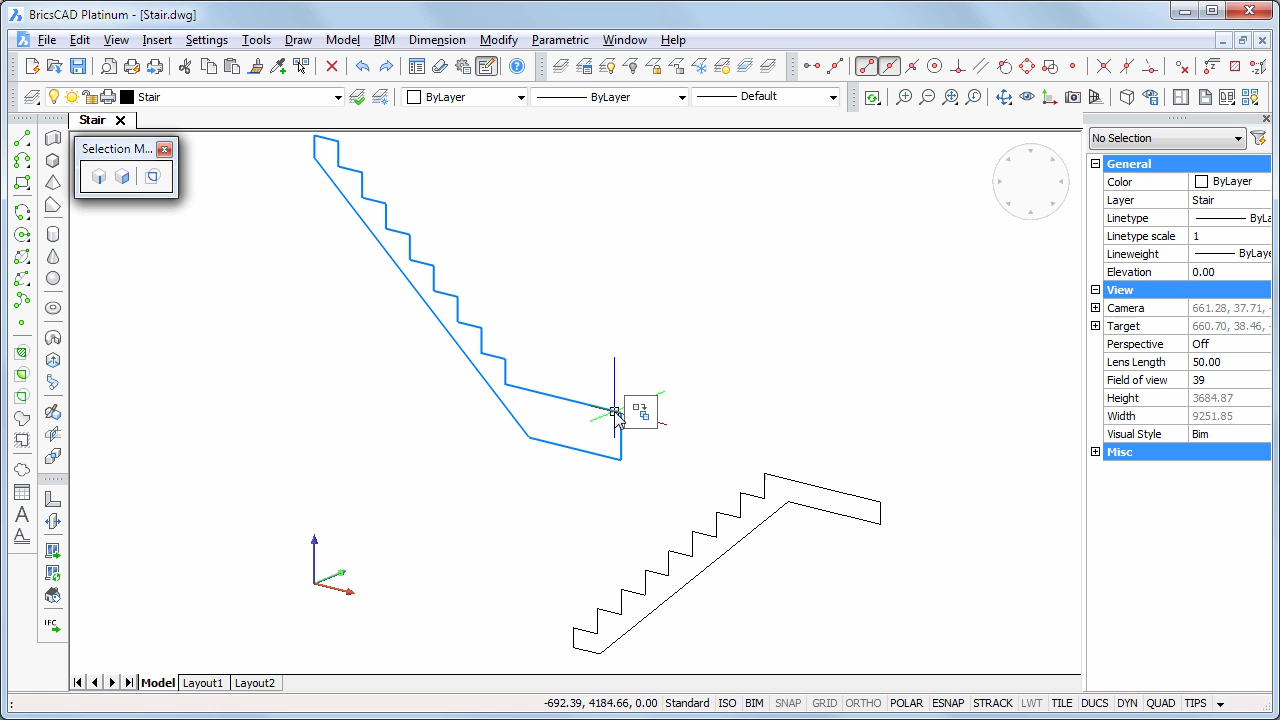 BricsCAD Platinum - [Stair.dwg]
File Edit View Insert Settings Tools Draw Model BIM Dimension Modify Parametric Window Help
Stair ByLayer ByLayer Default
Stair
Selection M...
No Selection
General
Color ByLayer
Layer Stair
Linetype ByLa
Linetype scale 1
Lineweight ByLaye
Elevation 0.00
View
Camera 661.28, 37.71, -
Target 660.70, 38.46, -
Perspective Off
Lens Length 50.00
Field of view 39
Height 3684.87
Width 9251.85
Visual Style Bim
Misc
A
A
IFC
Model Layout1 Layout2
: -692.39, 4184.66, 0.00 Standard ISO BIM SNAP GRID ORTHO POLAR ESNAP STRACK LWT TILE DUCS DYN QUAD TIPS